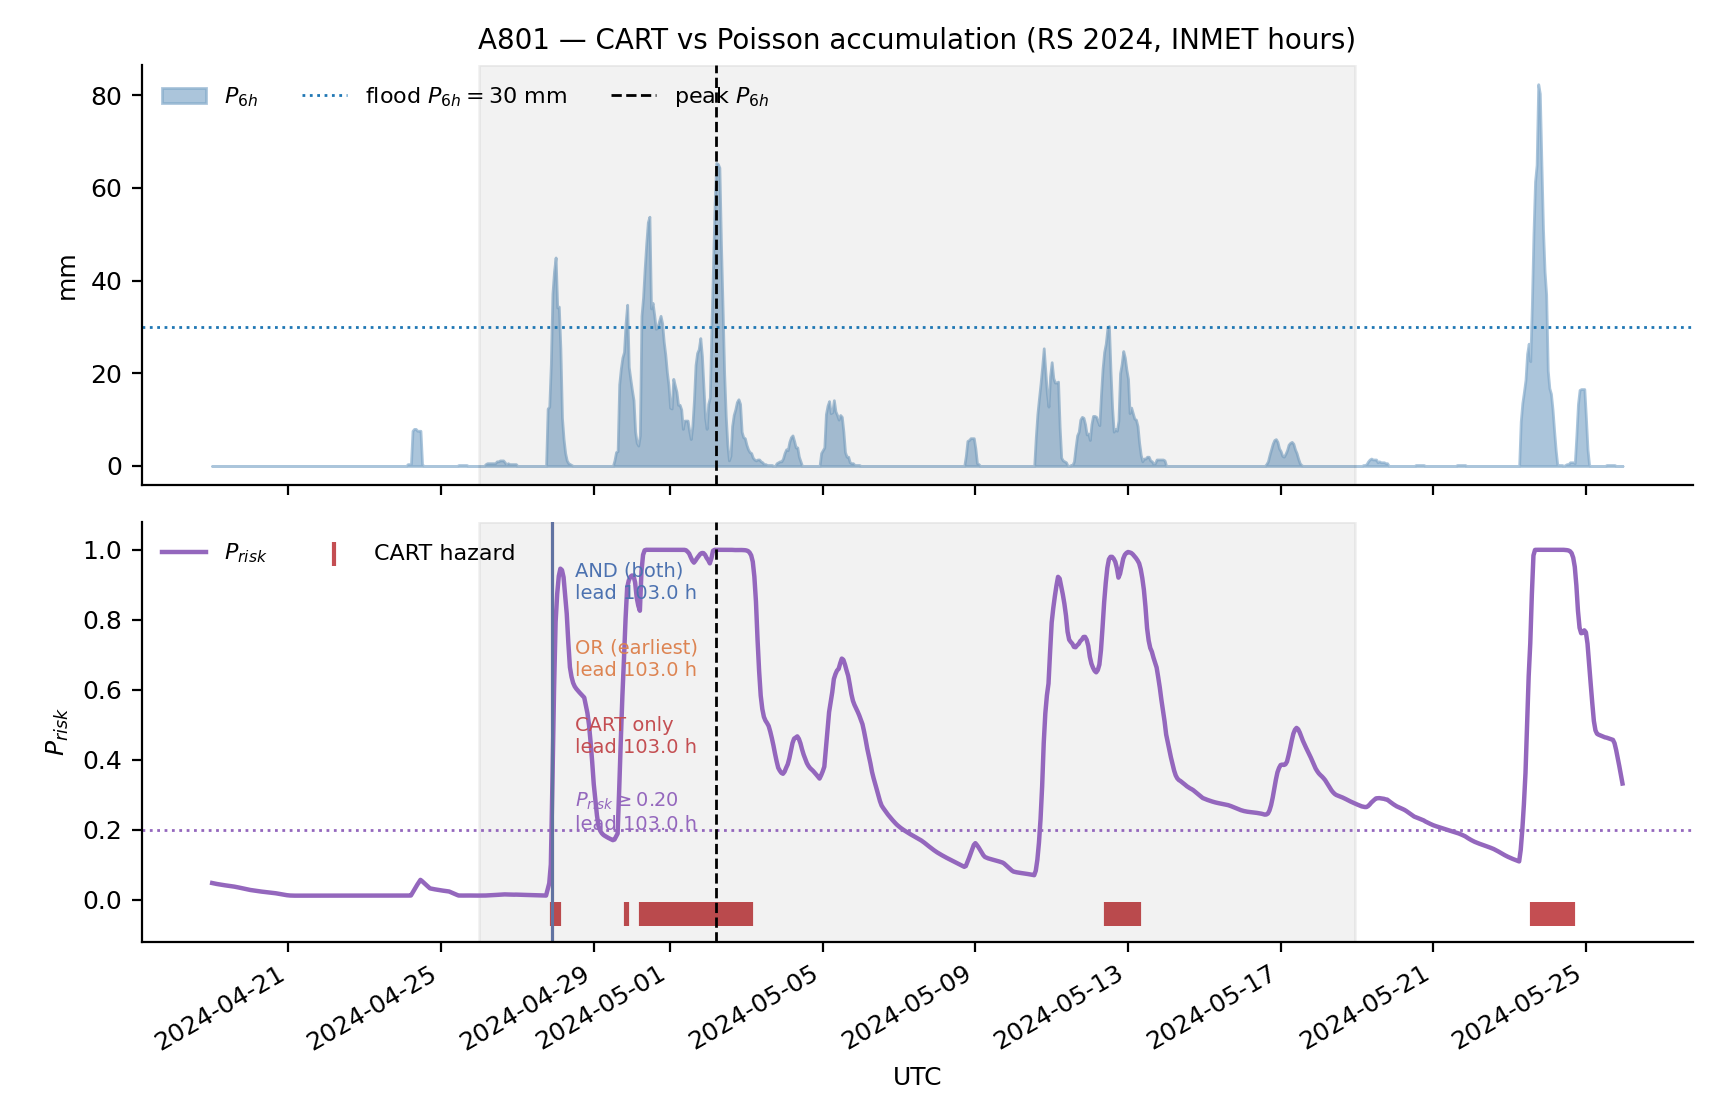 A801 — CART vs Poisson accumulation (RS 2024, INMET hours)
P6h
flood P6h = 30 mm
peak P6h
80
60
40
20
0
mm
Prisk
CART hazard
1.0
0.8
0.6
0.4
0.2
0.0
Prisk
AND (both)
lead 103.0 h
OR (earliest)
lead 103.0 h
CART only
lead 103.0 h
Prisk ≥ 0.20
lead 103.0 h
2024-04-21
2024-04-25
2024-04-29
2024-05-01
2024-05-05
2024-05-09
2024-05-13
2024-05-17
2024-05-21
2024-05-25
UTC